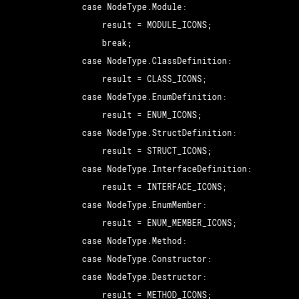 case NodeType.Module:
result = MODULE_ICONS;
break;
case NodeType.ClassDefinition:
result = CLASS_ICONS;
case NodeType.EnumDefinition:
result = ENUM_ICONS;
case NodeType.StructDefinition:
result = STRUCT_ICONS;
case NodeType.InterfaceDefinition:
result = INTERFACE_ICONS;
case NodeType.EnumMember:
result = ENUM_MEMBER_ICONS;
case NodeType.Method:
case NodeType.Constructor:
case NodeType.Destructor:
result = METHOD_ICONS;